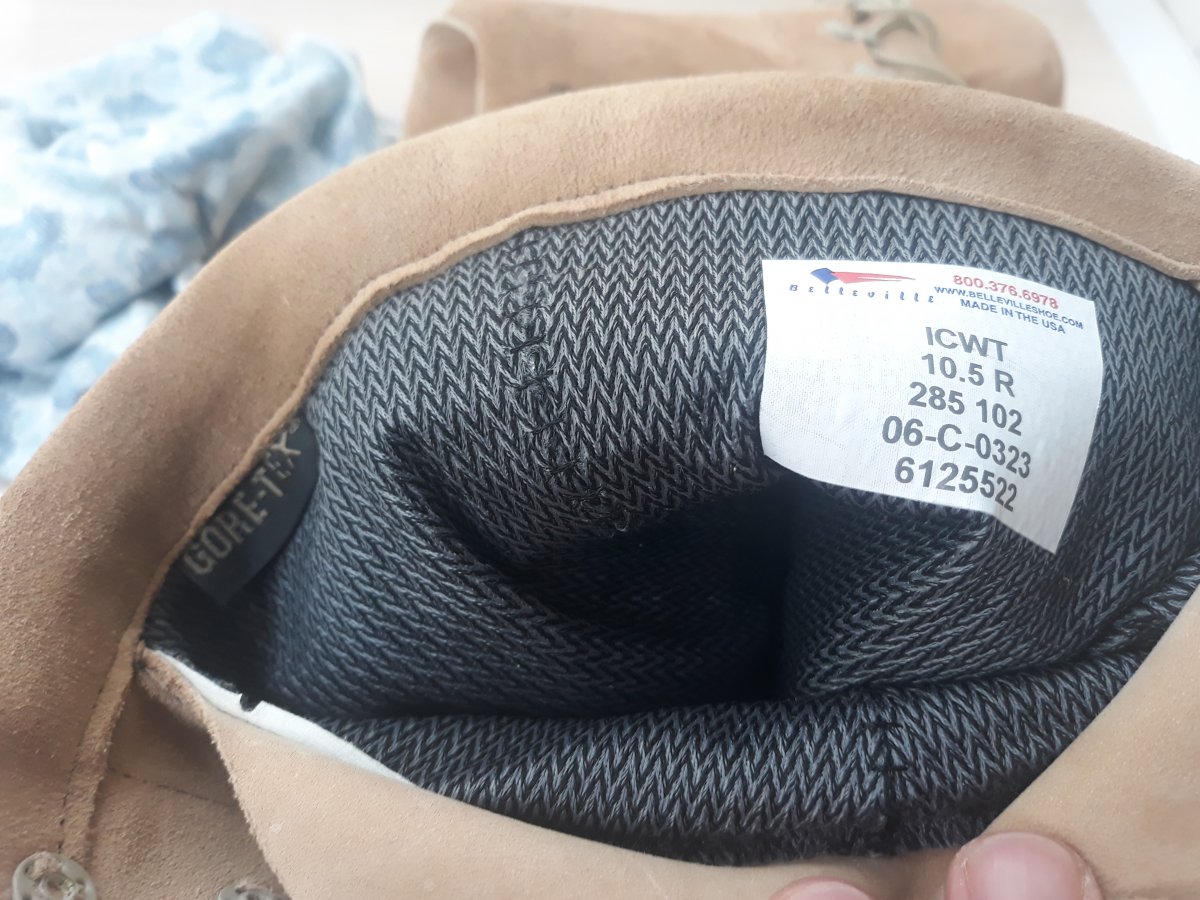 BELLEVILLE
800.376.6978
WWW.BELLEVILLESHOE.COM
MADE IN THE USA
ICWT
10.5 R
285 102
06-C-0323
6125522
GORE-TEX